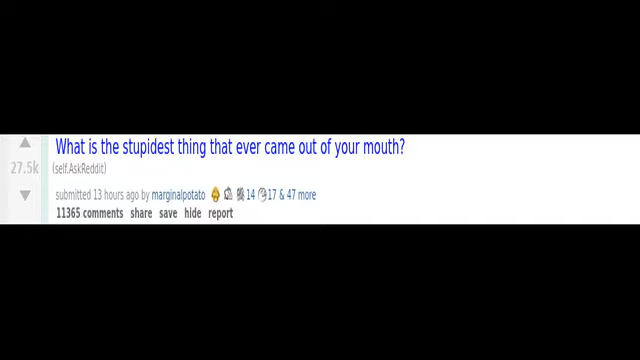 What is the stupidest thing that ever came out of your mouth?
27.5k
(self.AskReddit)
submitted 13 hours ago by marginalpotato 14 17 & 47 more
11365 comments share save hide report